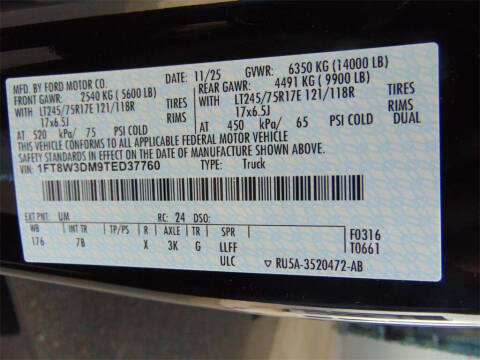 MFD. BY FORD MOTOR CO. DATE: 11/25 GVWR: 6350 KG (14000 LB)
FRONT GAWR: 2540 KG (5600 LB) REAR GAWR: 4491 KG (9900 LB)
WITH LT245/75R17E 121/118R TIRES WITH LT245/75R17E 121/118R TIRES
17x6.5J RIMS 17x6.5J RIMS
AT 520 kPa/ 75 PSI COLD AT 450 kPa/ 65 PSI COLD DUAL
THIS VEHICLE CONFORMS TO ALL APPLICABLE FEDERAL MOTOR VEHICLE
SAFETY STANDARDS IN EFFECT ON THE DATE OF MANUFACTURE SHOWN ABOVE.
VIN: 1FT8W3DM9TED37760 TYPE: Truck
EXT PNT: UM RC: 24 DSO:
WB INT TR TP/PS R AXLE TR SPR F0316
176 7B X 3K G LLFF T0661
ULC ▼RU5A-3520472-AB